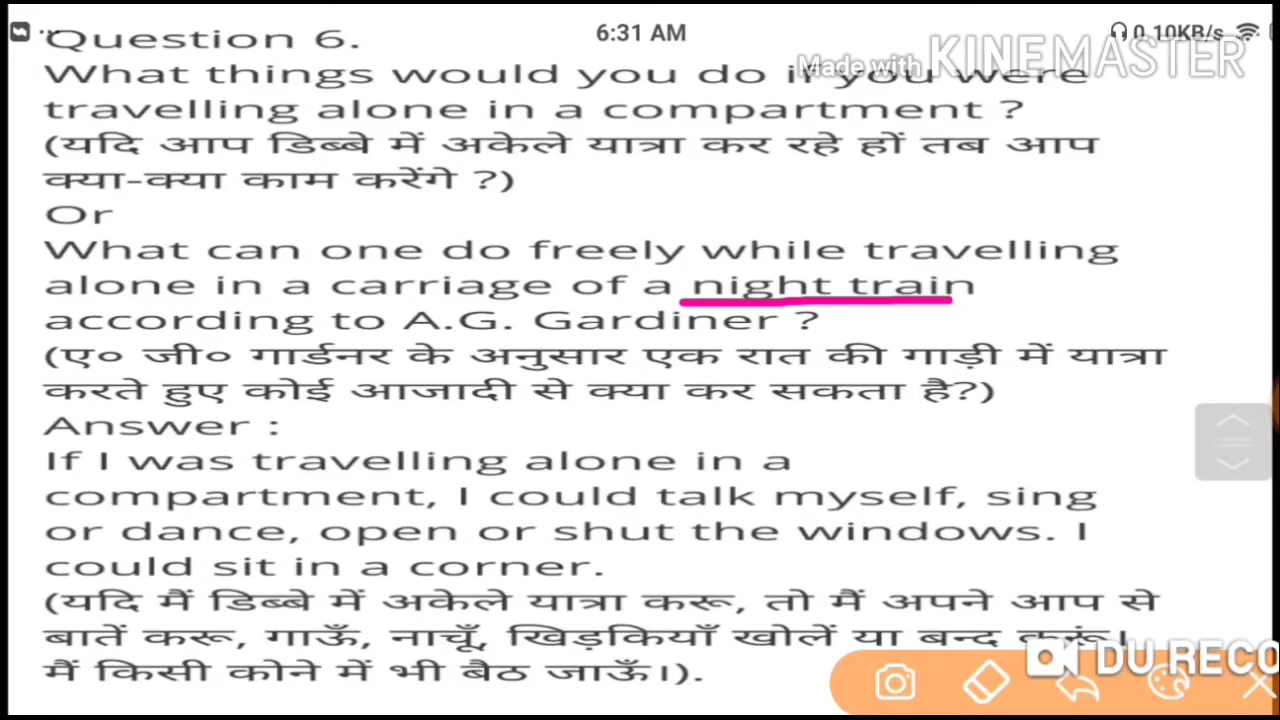 6:31 AM
0.10KB/s
Made with KINEMASTER
Question 6.
What things would you do if you were
travelling alone in a compartment ?
(यदि आप डिब्बे में अकेले यात्रा कर रहे हों तब आप
क्या-क्या काम करेंगे ?)
Or
What can one do freely while travelling
alone in a carriage of a night train
according to A.G. Gardiner ?
(ए० जी० गार्डनर के अनुसार एक रात की गाड़ी में यात्रा
करते हुए कोई आजादी से क्या कर सकता है?)
Answer :
If I was travelling alone in a
compartment, I could talk myself, sing
or dance, open or shut the windows. I
could sit in a corner.
(यदि मैं डिब्बे में अकेले यात्रा करू, तो मैं अपने आप से
बातें करू, गाऊँ, नाचूँ, खिड़कियाँ खोलें या बन्द करूं।
मैं किसी कोने में भी बैठ जाऊँ।).
DU RECO